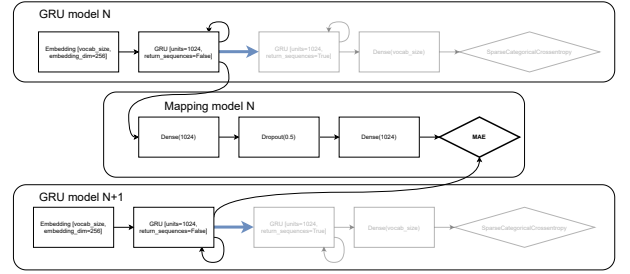 GRU model N
Embedding [vocab_size,
embedding_dim=256]
GRU [units=1024,
return_sequences=False]
GRU [units=1024,
return_sequences=True]
Dense(vocab_size)
SparseCategoricalCrossentropy
Mapping model N
Dense(1024)
Dropout(0.5)
Dense(1024)
MAE
GRU model N+1
Embedding [vocab_size,
embedding_dim=256]
GRU [units=1024,
return_sequences=False]
GRU [units=1024,
return_sequences=True]
Dense(vocab_size)
SparseCategoricalCrossentropy